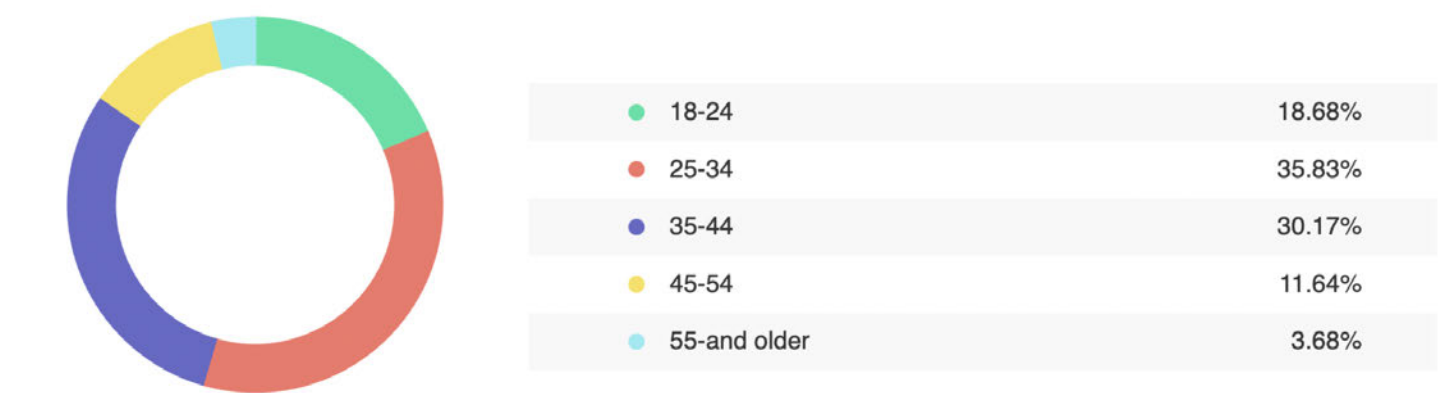 18-24 18.68%
25-34 35.83%
35-44 30.17%
45-54 11.64%
55-and older 3.68%